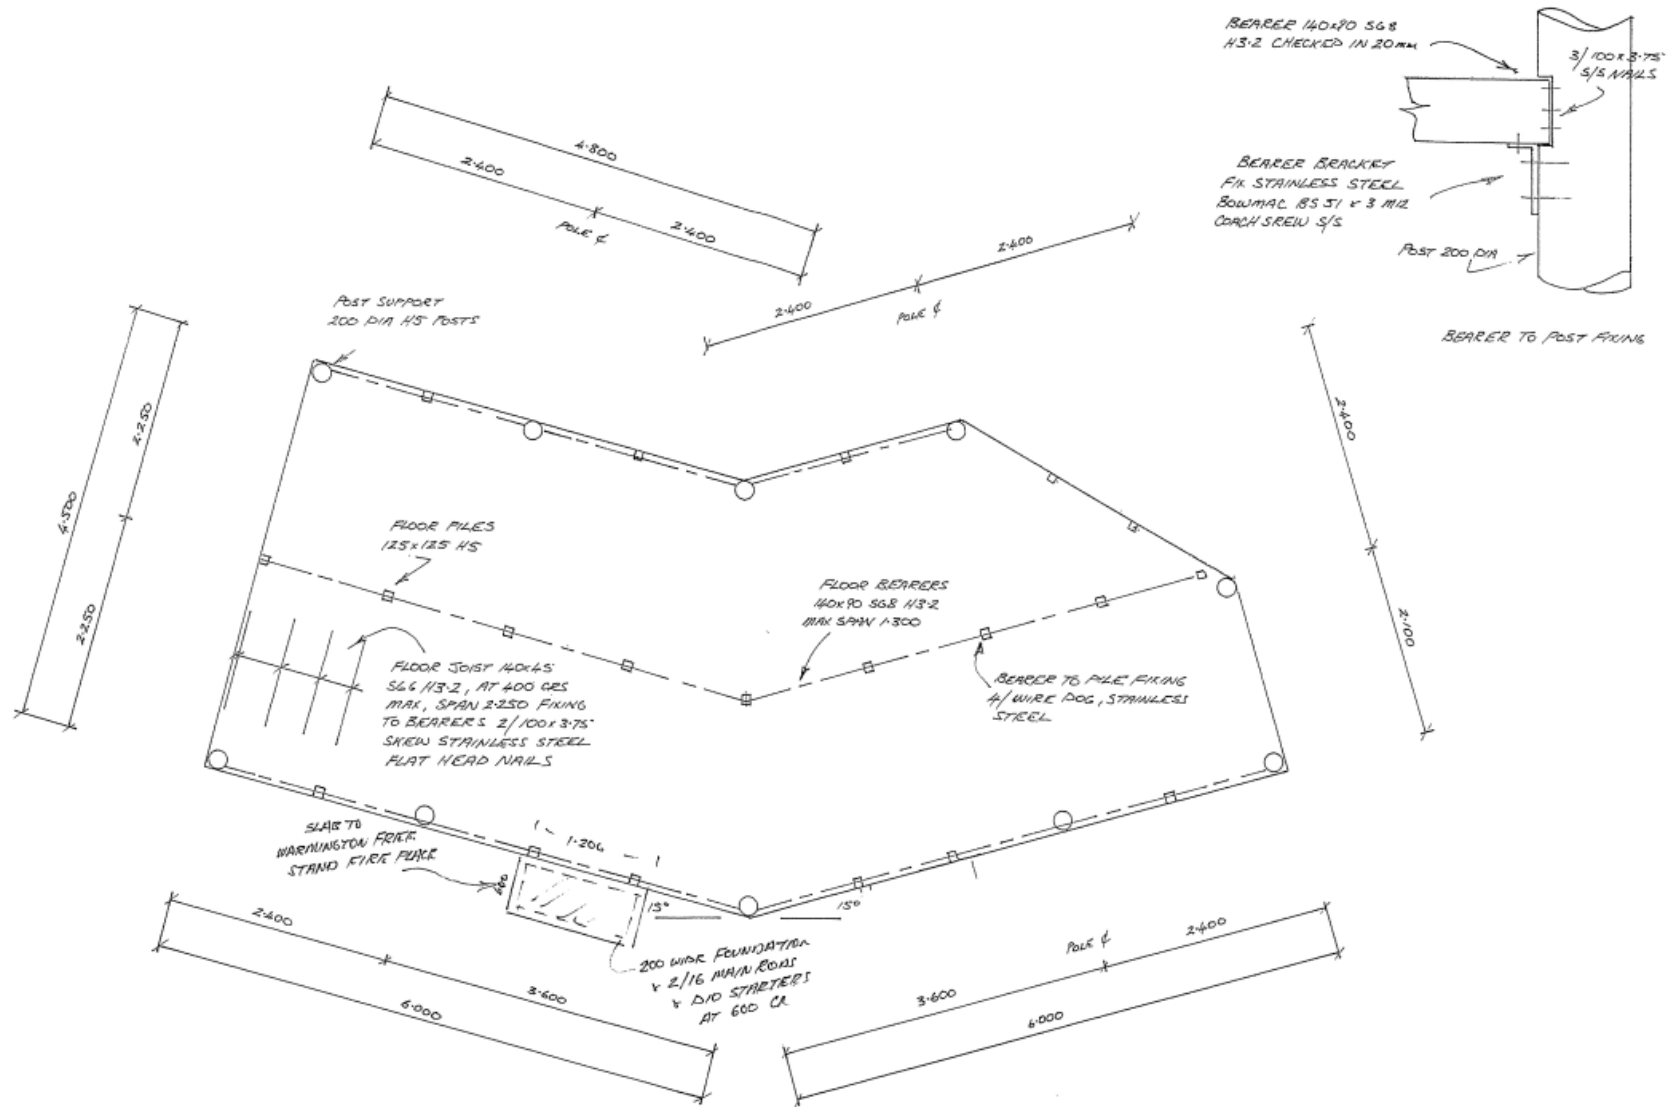 BEARER 140x90 SG8
H3.2 CHECKED IN 20mm
3/100x3.75
S/S NAILS
BEARER BRACKET
FIX STAINLESS STEEL
BOWMAC BS 51 & 3 M12
COACH SREW S/S
POST 200 DIA
BEARER TO POST FIXING
4.800
2.400
2.400
POLE ₵
2.400
2.400
POLE ₵
POST SUPPORT
200 DIA H5 POSTS
4.500
2.250
2.250
2.400
2.100
FLOOR PILES
125x125 H5
FLOOR BEARERS
140x90 SG8 H3.2
MAX SPAN 1.300
FLOOR JOIST 140x45
SG6 H3.2, AT 400 CRS
MAX, SPAN 2.250 FIXING
TO BEARERS 2/100x3.75
SKEW STAINLESS STEEL
FLAT HEAD NAILS
BEARER TO PILE FIXING
4/WIRE DOG, STAINLESS
STEEL
SLAB TO
WARMINGTON FREE
STAND FIRE PLACE
1.206
600
15°
15°
200 WIDE FOUNDATION
& 2/16 MAIN RODS
& D10 STARTERS
AT 600 CR
2.400
3.600
6.000
POLE ₵
2.400
3.600
6.000